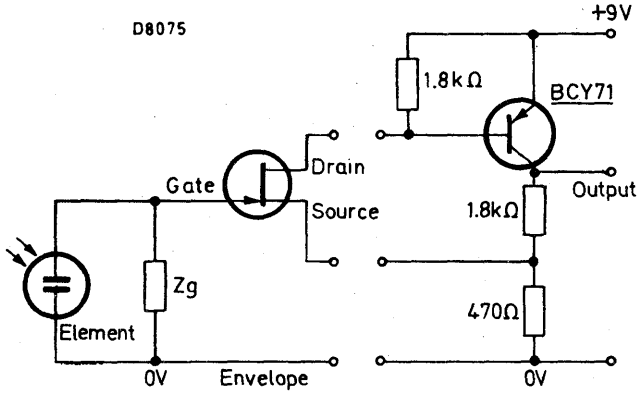 D8075
+9V
1.8kΩ
BCY71
Drain
Gate
Output
Source
1.8kΩ
Zg
470Ω
Element
0V
Envelope
0V